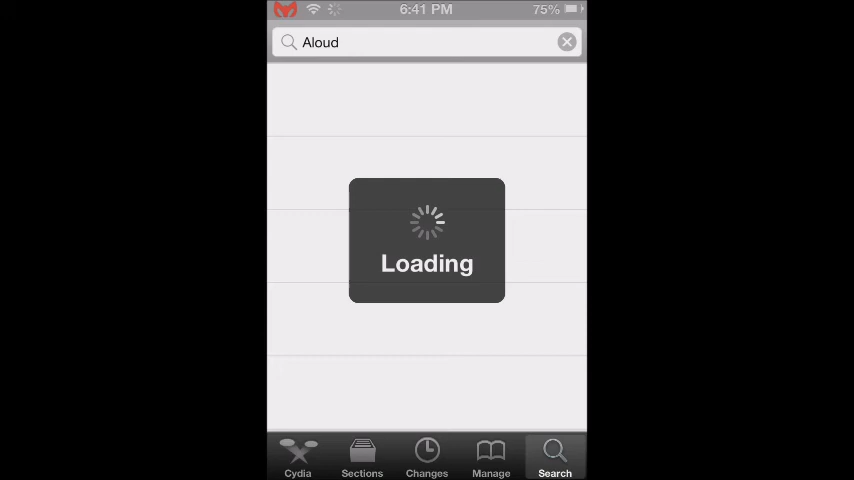 6:41 PM
75%
Aloud
Loading
Cydia
Sections
Changes
Manage
Search